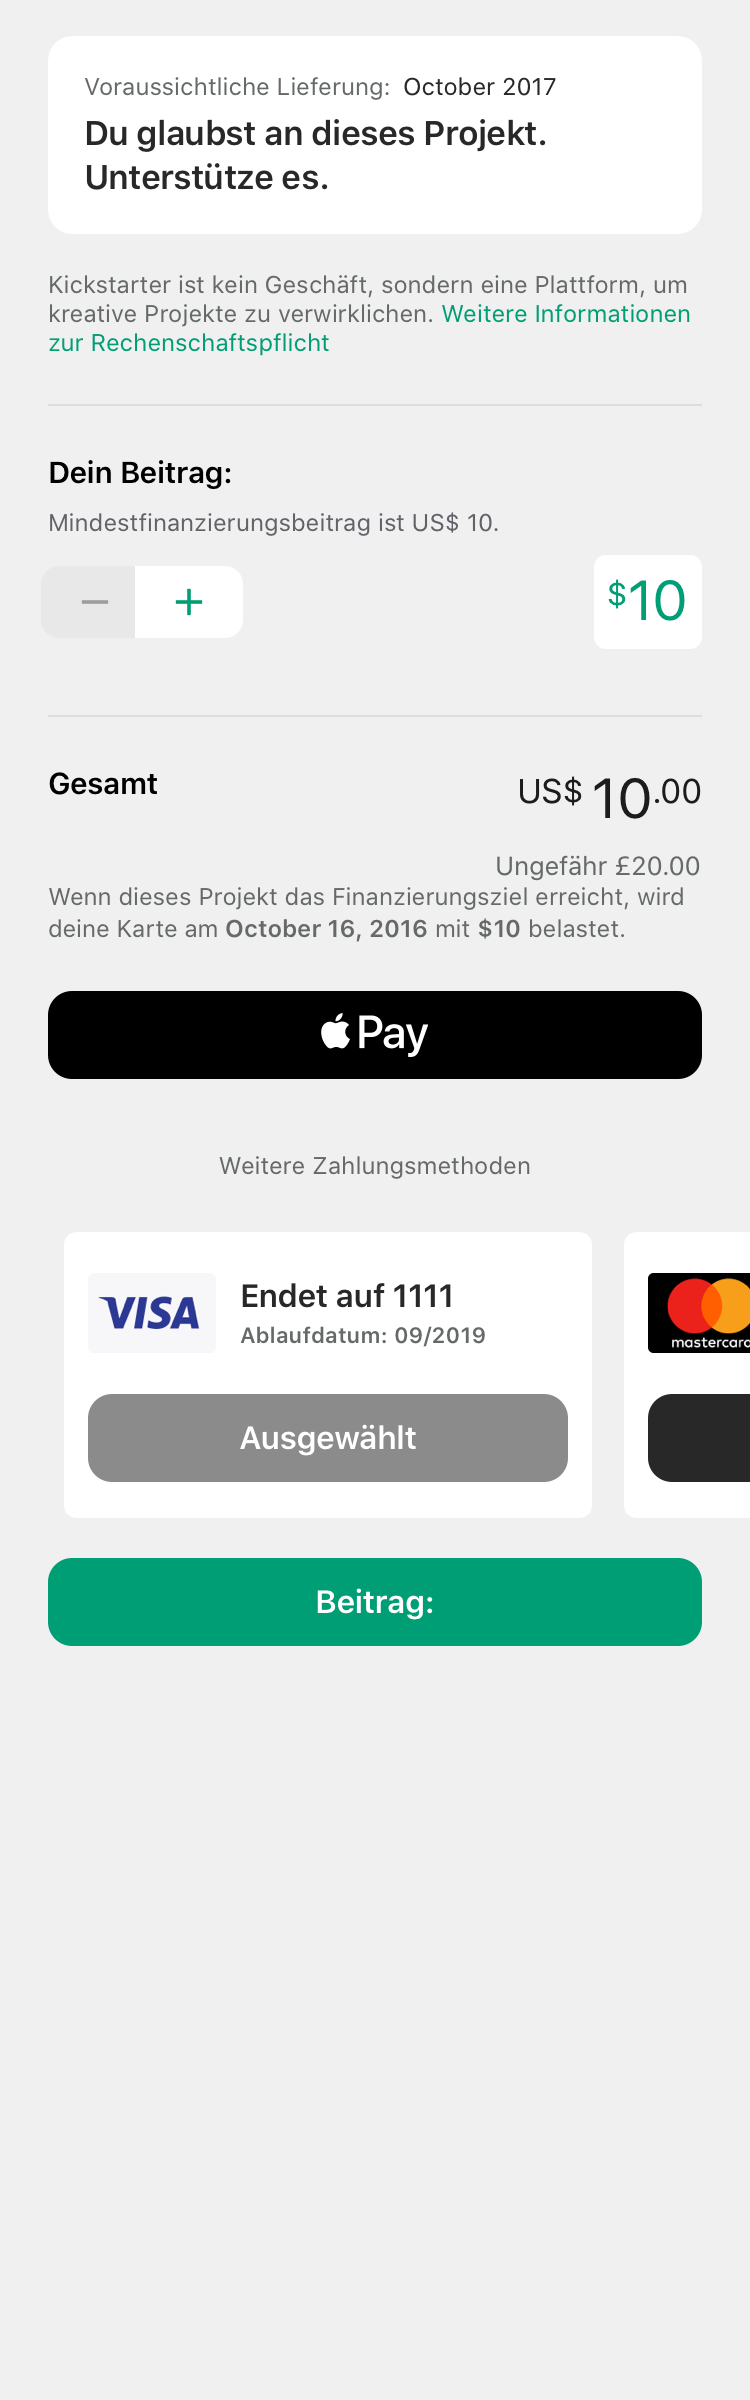 Voraussichtliche Lieferung: October 2017
Du glaubst an dieses Projekt.
Unterstütze es.
Kickstarter ist kein Geschäft, sondern eine Plattform, um
kreative Projekte zu verwirklichen. Weitere Informationen
zur Rechenschaftspflicht
Dein Beitrag:
Mindestfinanzierungsbeitrag ist US$ 10.
− +
$10
Gesamt
US$ 10.00
Ungefähr £20.00
Wenn dieses Projekt das Finanzierungsziel erreicht, wird
deine Karte am October 16, 2016 mit $10 belastet.
Pay
Weitere Zahlungsmethoden
VISA
Endet auf 1111
Ablaufdatum: 09/2019
Ausgewählt
mastercard
Beitrag: